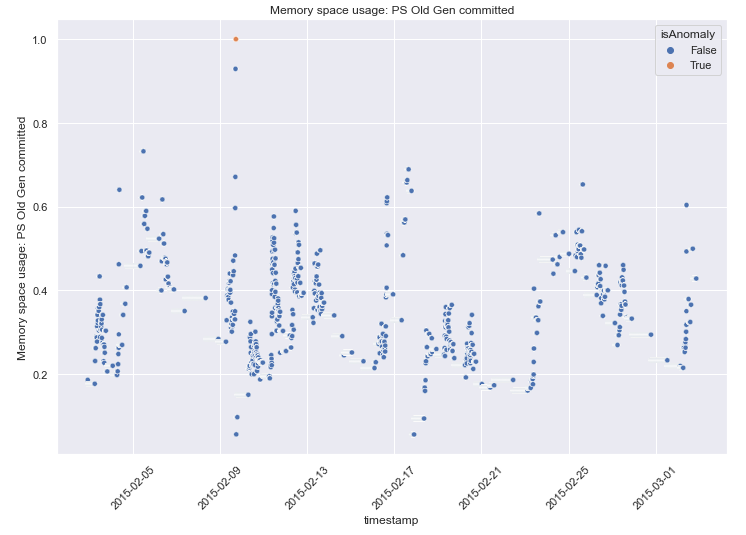 Memory space usage: PS Old Gen committed
isAnomaly
False
True
Memory space usage: PS Old Gen committed
1.0
0.8
0.6
0.4
0.2
2015-02-05
2015-02-09
2015-02-13
2015-02-17
2015-02-21
2015-02-25
2015-03-01
timestamp